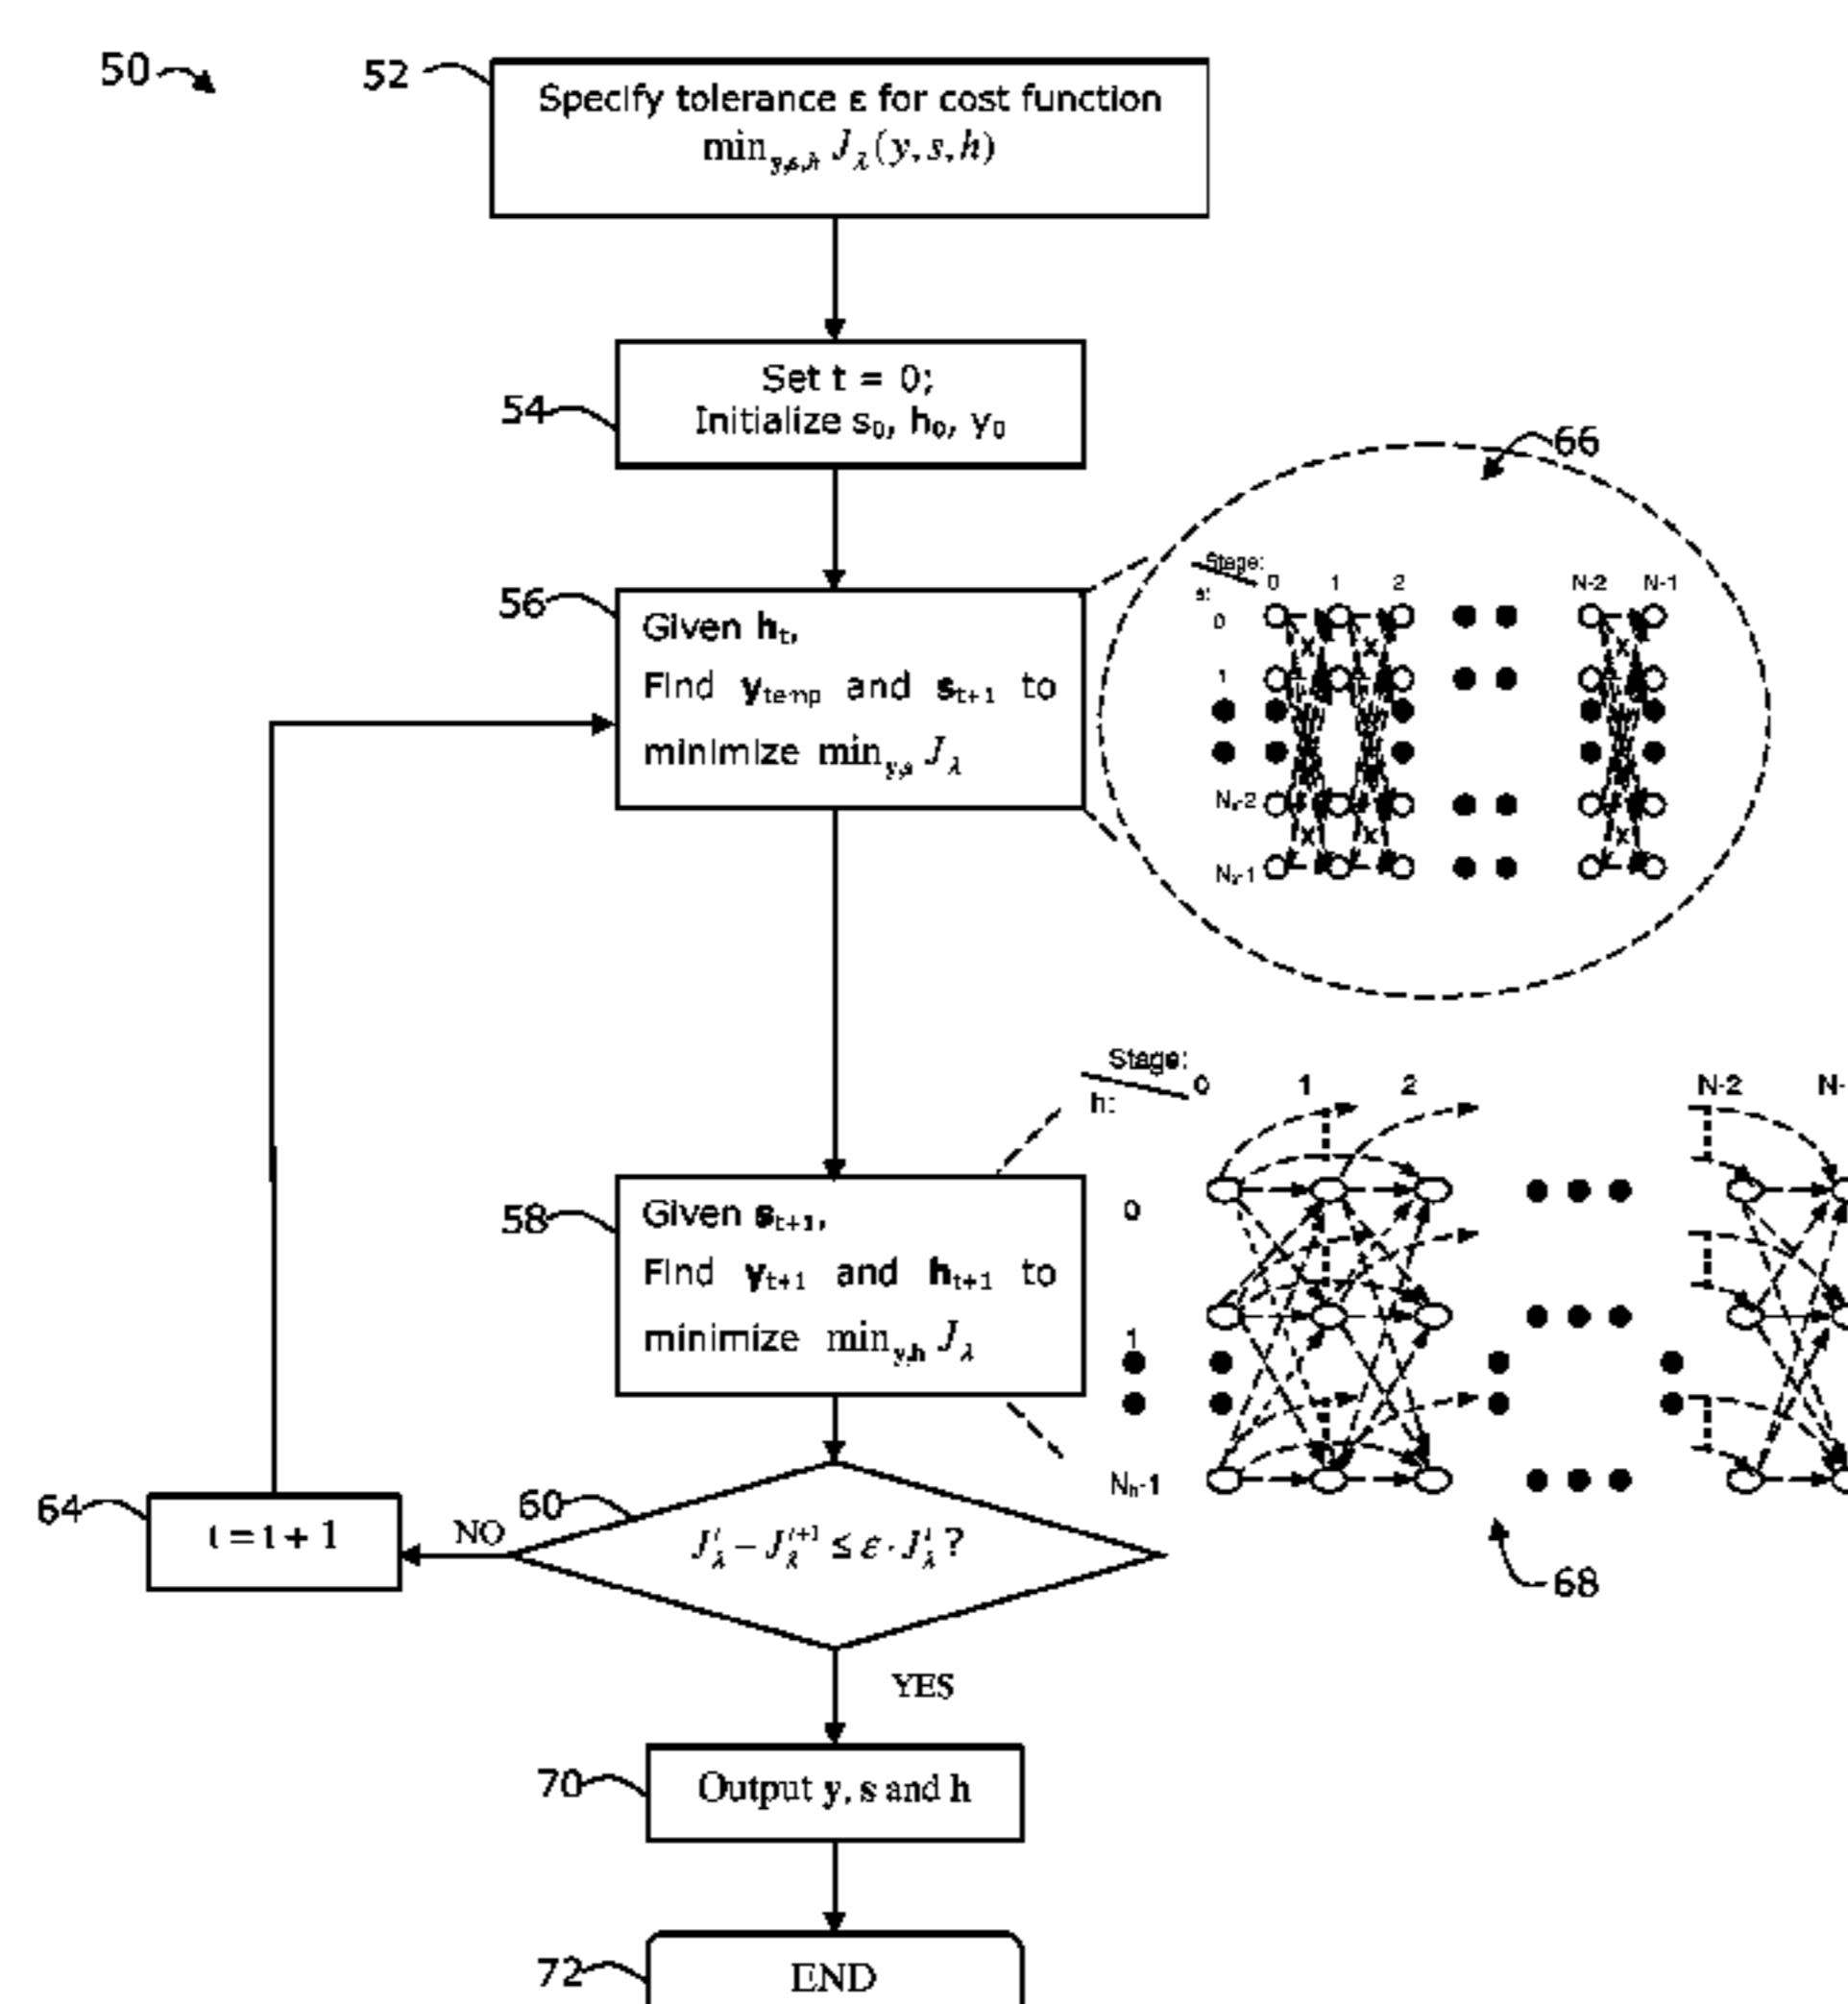 50
52
Specify tolerance ε for cost function
min_{y,s,h} J_λ(y, s, h)
54
Set t = 0;
Initialize s₀, h₀, y₀
66
56
Given h_t,
Find y_temp and s_{t+1} to
minimize min_{y,s} J_λ
Stage:
0 1 2 N-2 N-1
s:
0
1
N_s-2
N_s-1
Stage:
0 1 2 N-2 N-
h:
58
Given s_{t+1},
Find y_{t+1} and h_{t+1} to
minimize min_{y,h} J_λ
0
1
N_h-1
64
t = t + 1
NO
60
J_λ^t – J_λ^{t+1} ≤ ε · J_λ^t ?
68
YES
70
Output y, s and h
72
END